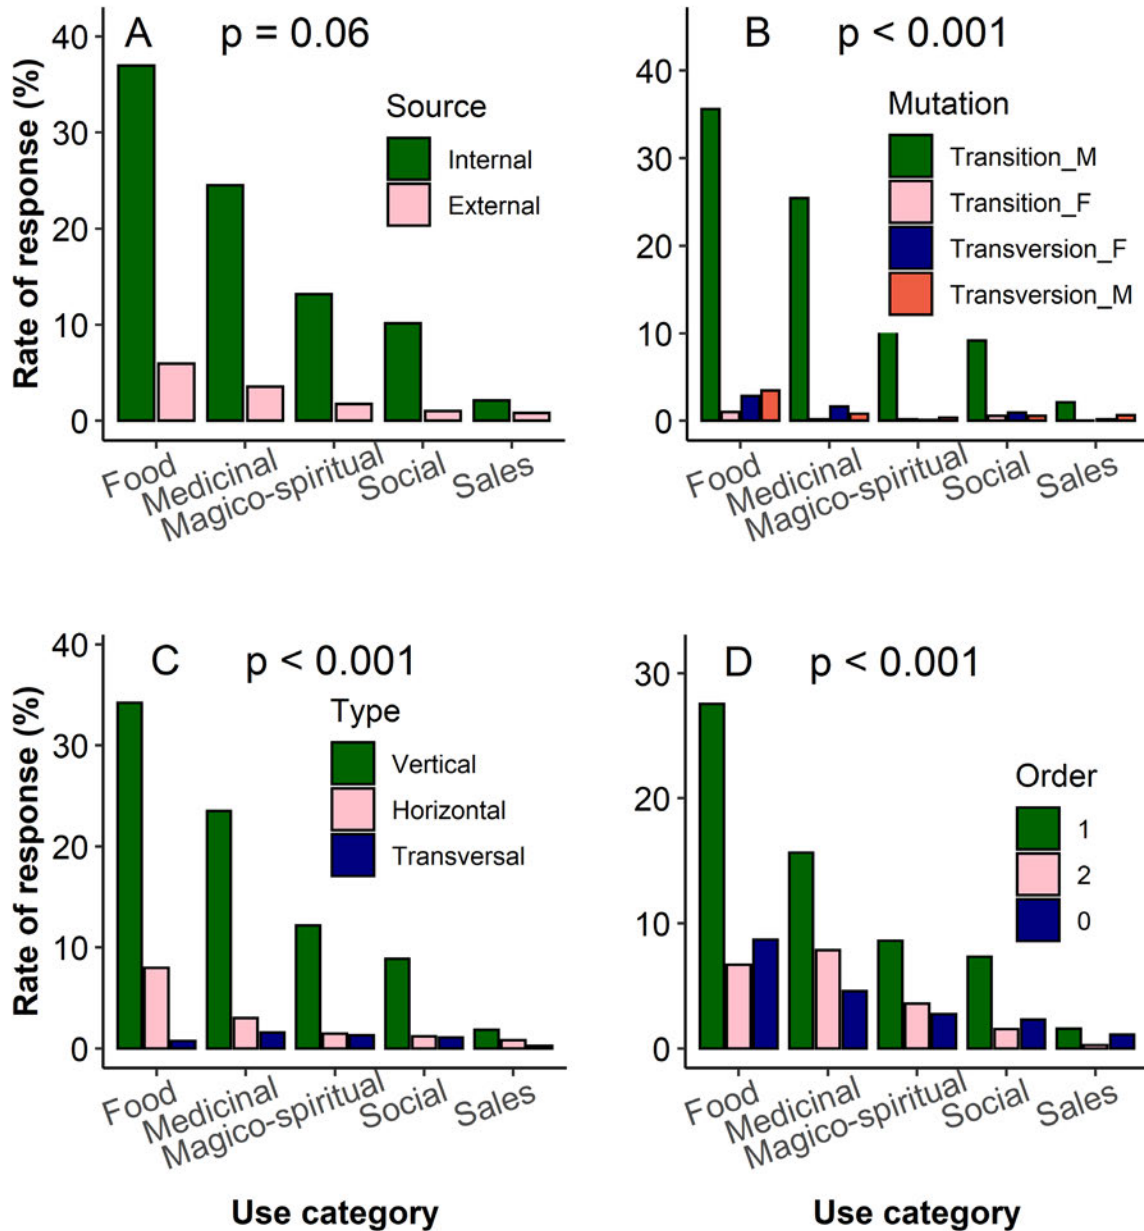 A p = 0.06
Rate of response (%)
40
30
20
10
0
Source
Internal
External
Food
Medicinal
Magico-spiritual
Social
Sales
B p < 0.001
40
30
20
10
0
Mutation
Transition_M
Transition_F
Transversion_F
Transversion_M
Food
Medicinal
Magico-spiritual
Social
Sales
C p < 0.001
Rate of response (%)
40
30
20
10
0
Type
Vertical
Horizontal
Transversal
Food
Medicinal
Magico-spiritual
Social
Sales
Use category
D p < 0.001
30
20
10
0
Order
1
2
0
Food
Medicinal
Magico-spiritual
Social
Sales
Use category